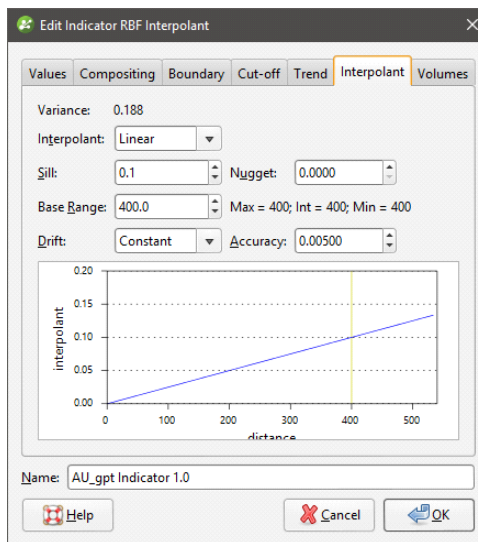 Edit Indicator RBF Interpolant
Values Compositing Boundary Cut-off Trend Interpolant Volumes
Variance: 0.188
Interpolant: Linear
Sill: 0.1 Nugget: 0.0000
Base Range: 400.0 Max = 400; Int = 400; Min = 400
Drift: Constant Accuracy: 0.00500
0.20
0.15
0.10
0.05
0.00
interpolant
0 100 200 300 400 500
distance
Name: AU_gpt Indicator 1.0
Help Cancel OK